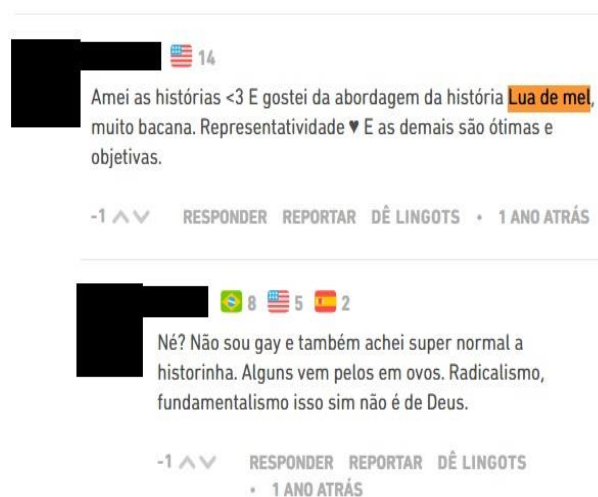 14
Amei as histórias <3 E gostei da abordagem da história Lua de mel,
muito bacana. Representatividade ♥ E as demais são ótimas e
objetivas.
-1 RESPONDER REPORTAR DÊ LINGOTS • 1 ANO ATRÁS
8 5 2
Né? Não sou gay e também achei super normal a
historinha. Alguns vem pelos em ovos. Radicalismo,
fundamentalismo isso sim não é de Deus.
-1 RESPONDER REPORTAR DÊ LINGOTS
• 1 ANO ATRÁS